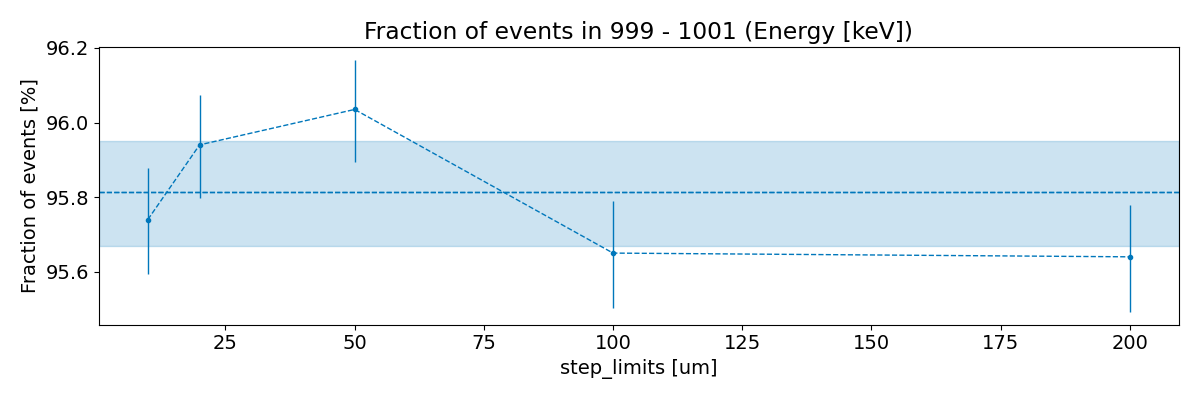 Fraction of events in 999 - 1001 (Energy [keV])
Fraction of events [%]
96.2
96.0
95.8
95.6
25 50 75 100 125 150 175 200
step_limits [um]